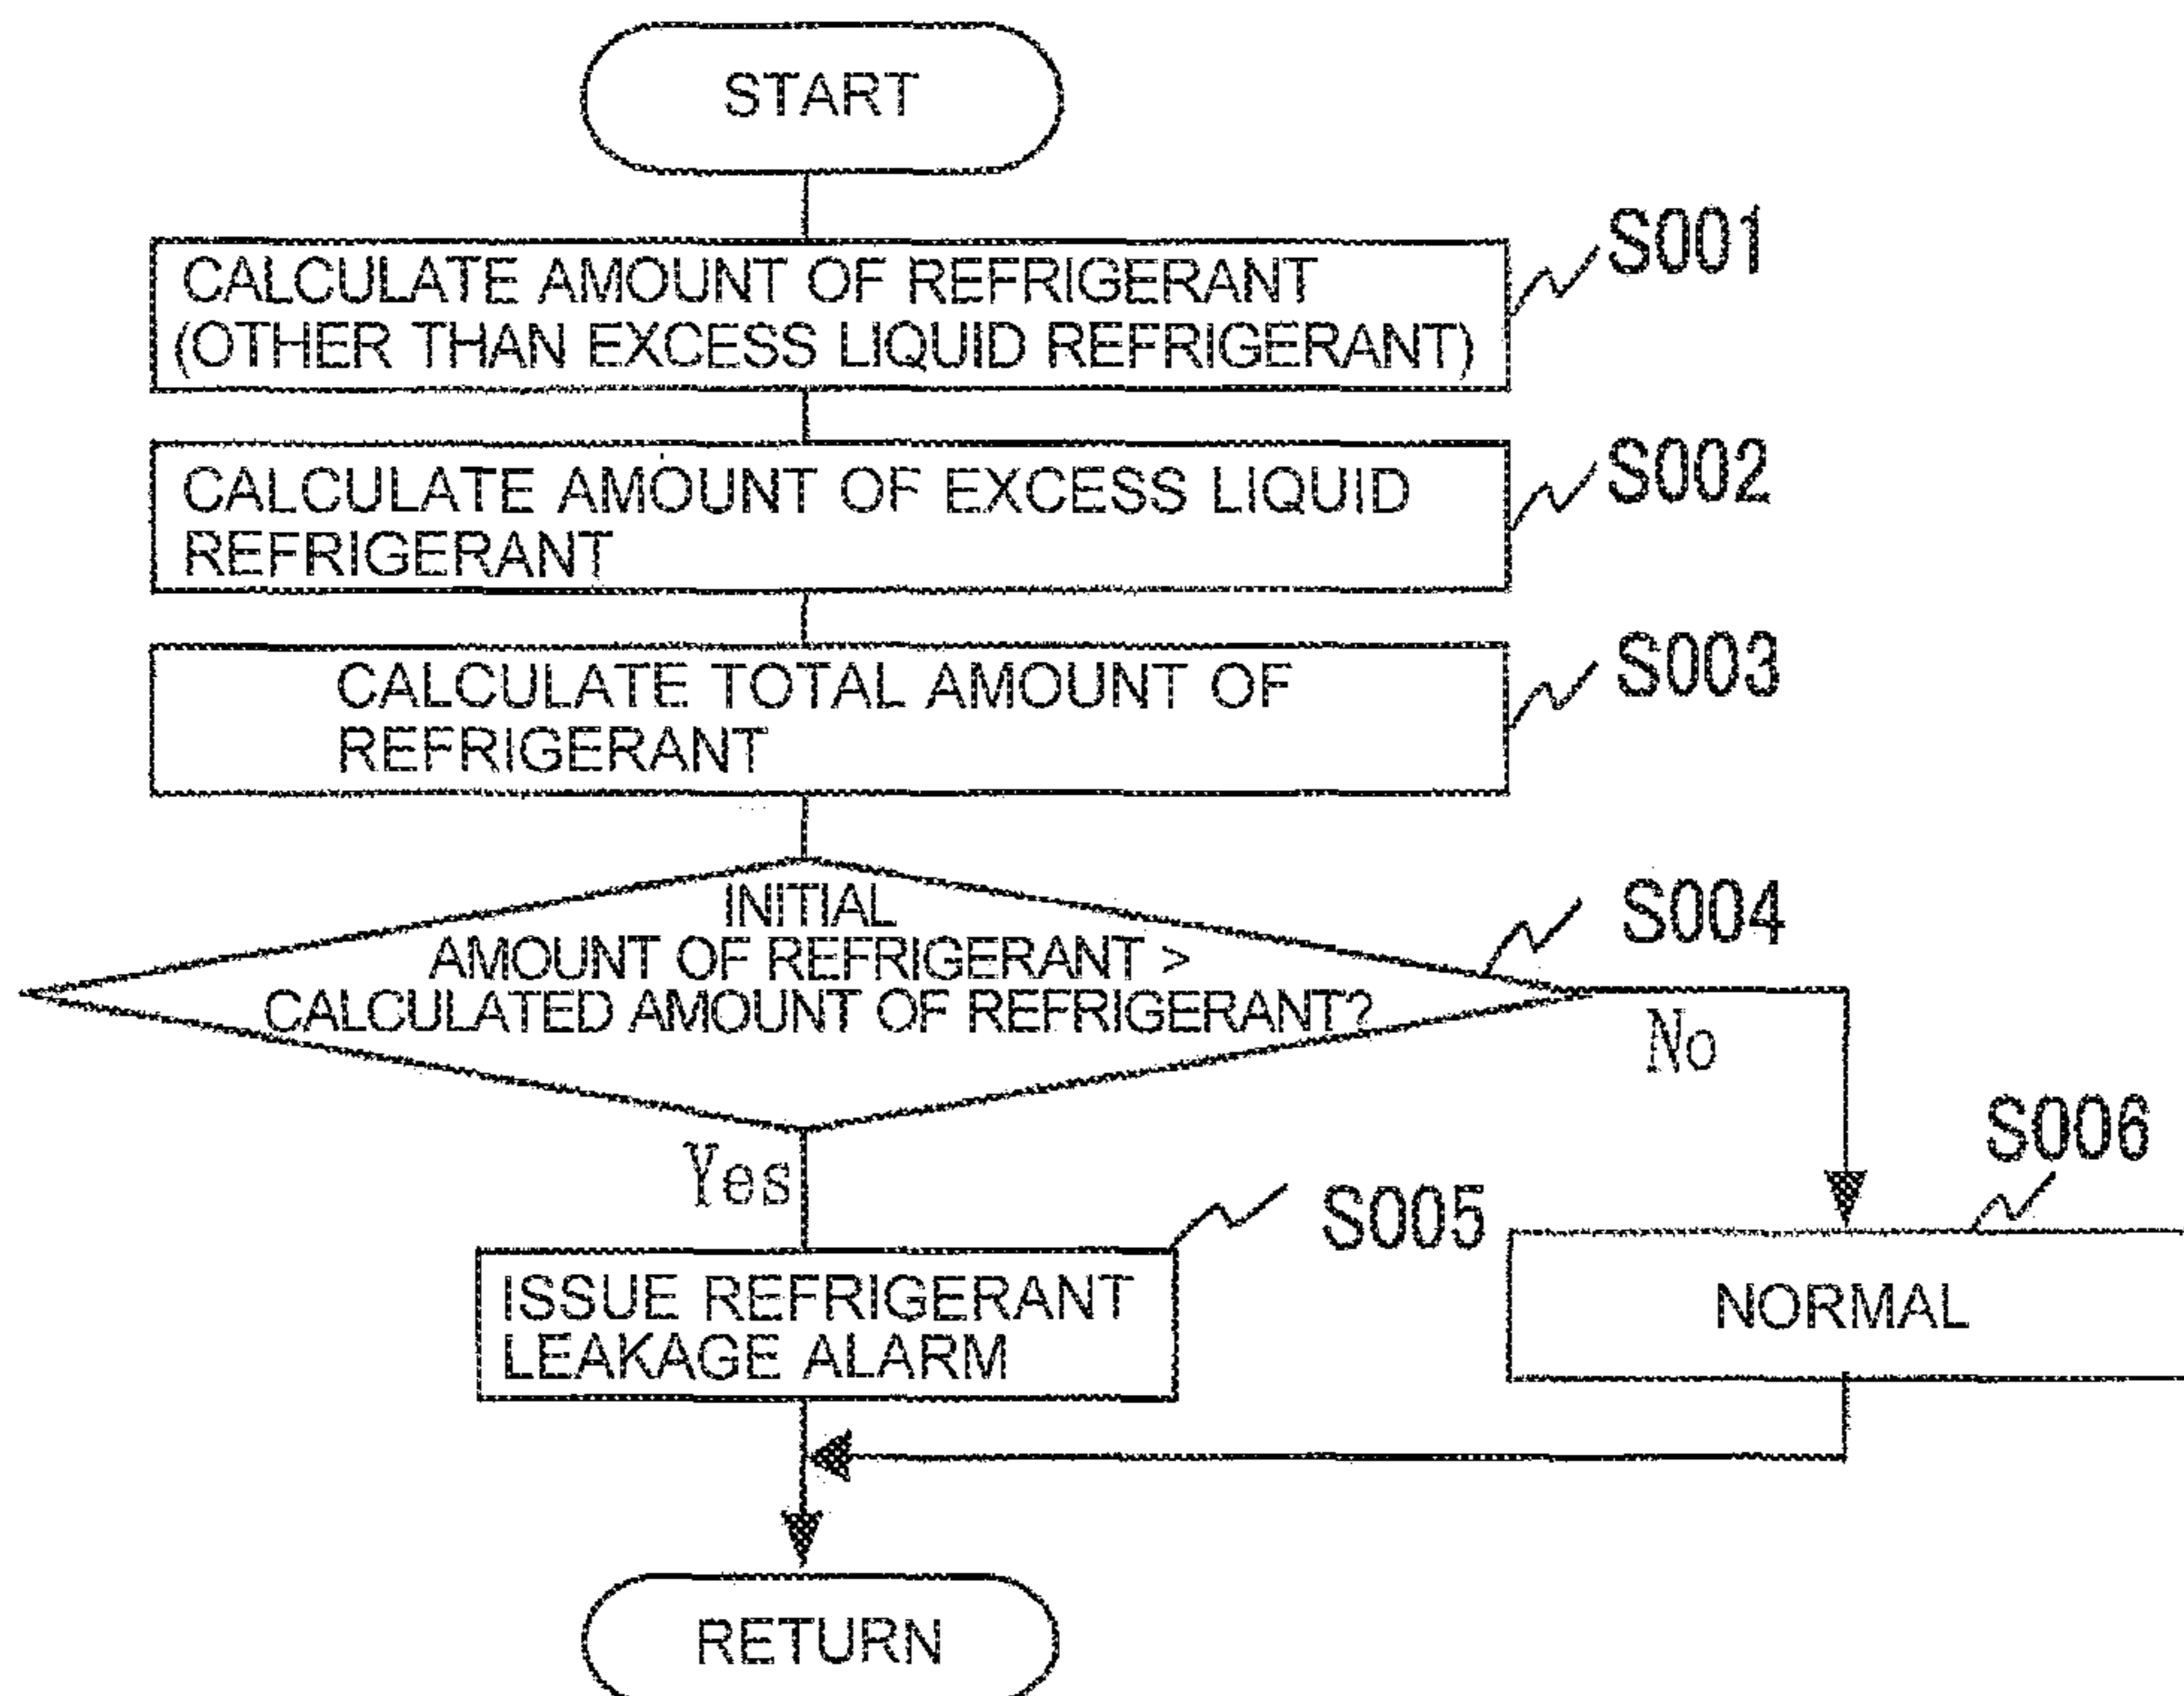 START
CALCULATE AMOUNT OF REFRIGERANT
(OTHER THAN EXCESS LIQUID REFRIGERANT)
S001
CALCULATE AMOUNT OF EXCESS LIQUID
REFRIGERANT
S002
CALCULATE TOTAL AMOUNT OF
REFRIGERANT
S003
INITIAL
AMOUNT OF REFRIGERANT >
CALCULATED AMOUNT OF REFRIGERANT?
S004
No
Yes
S006
S005
ISSUE REFRIGERANT
LEAKAGE ALARM
NORMAL
RETURN